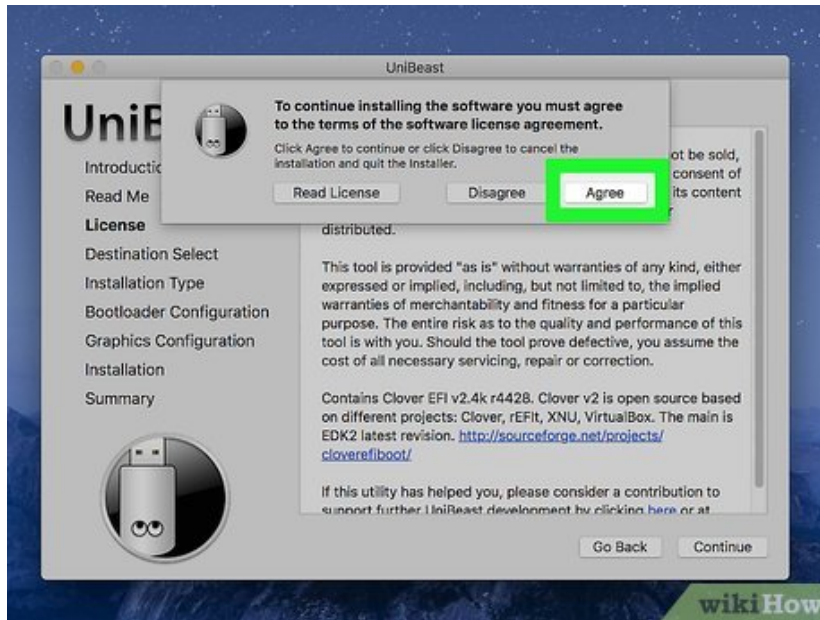 UniBeast
UniB
To continue installing the software you must agree
to the terms of the software license agreement.
Click Agree to continue or click Disagree to cancel the
installation and quit the Installer.
Read License
Disagree
Agree
Introductio
Read Me
License
Destination Select
Installation Type
Bootloader Configuration
Graphics Configuration
Installation
Summary
ot be sold,
consent of
its content
distributed.
This tool is provided "as is" without warranties of any kind, either
expressed or implied, including, but not limited to, the implied
warranties of merchantability and fitness for a particular
purpose. The entire risk as to the quality and performance of this
tool is with you. Should the tool prove defective, you assume the
cost of all necessary servicing, repair or correction.
Contains Clover EFI v2.4k r4428. Clover v2 is open source based
on different projects: Clover, rEFIt, XNU, VirtualBox. The main is
EDK2 latest revision. http://sourceforge.net/projects/
cloverefiboot/
If this utility has helped you, please consider a contribution to
support further UniBeast development by clicking here or at
Go Back
Continue
wikiHow